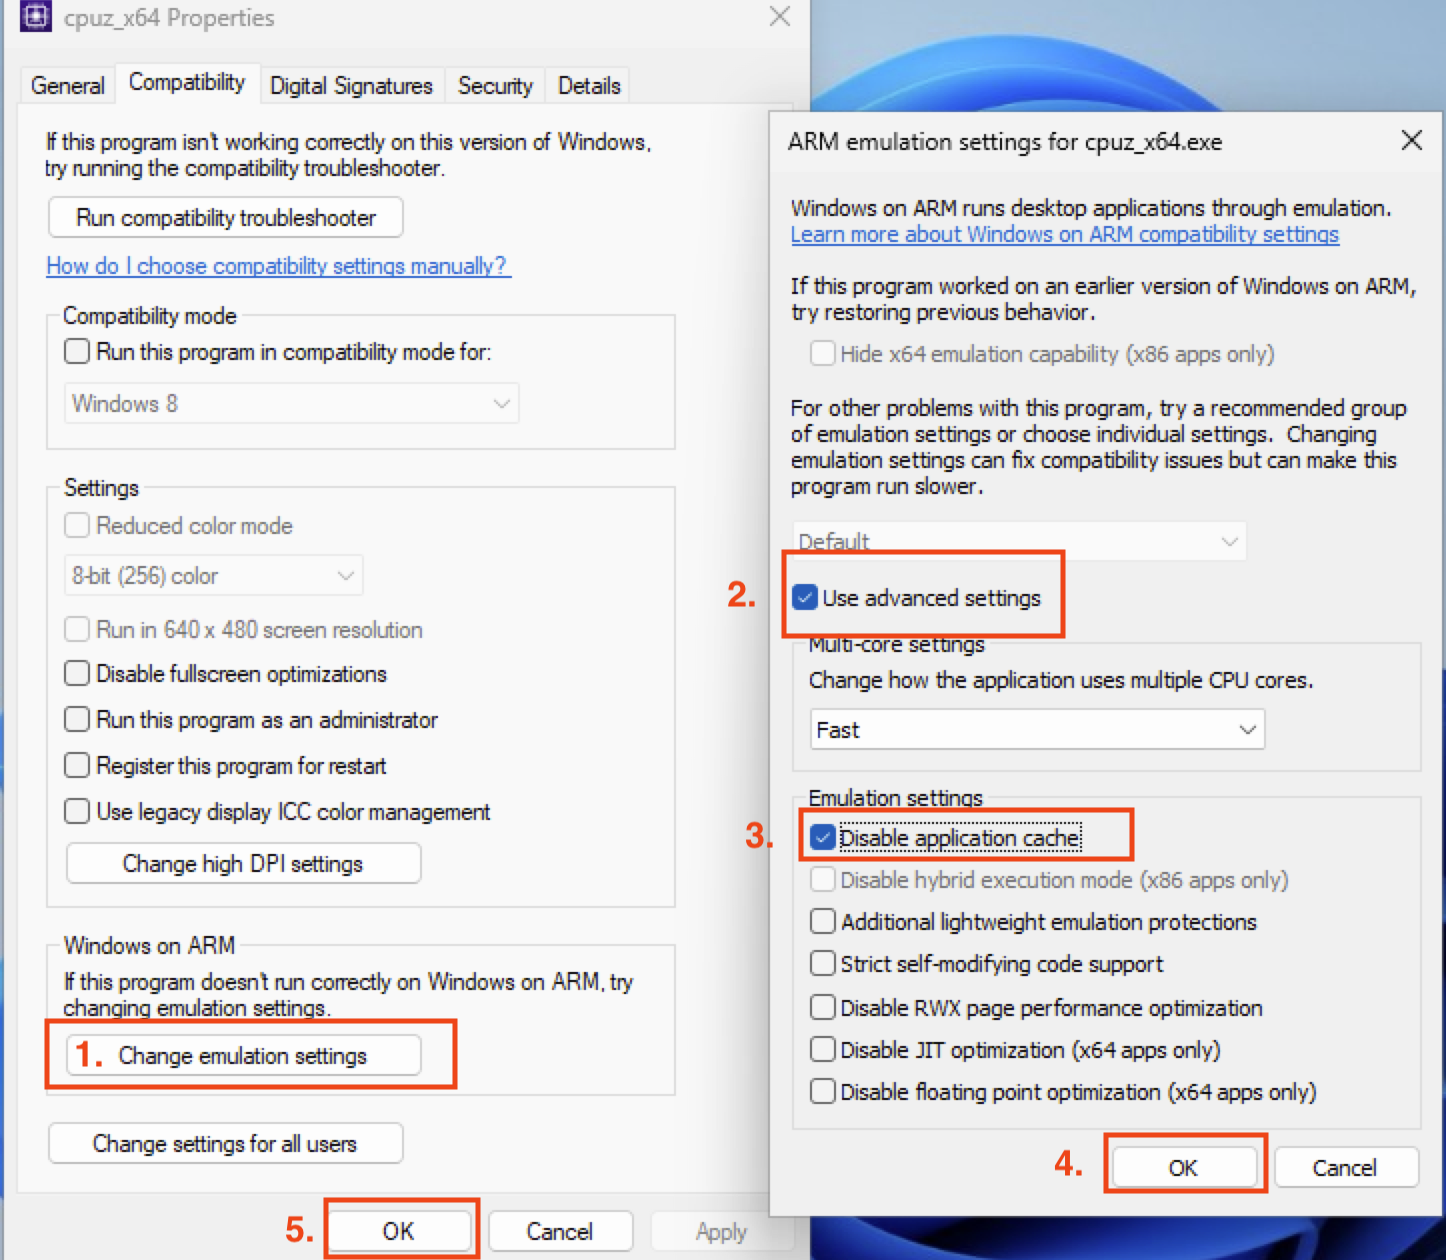 cpuz_x64 Properties
General
Compatibility
Digital Signatures
Security
Details
If this program isn't working correctly on this version of Windows,
try running the compatibility troubleshooter.
Run compatibility troubleshooter
How do I choose compatibility settings manually?
Compatibility mode
Run this program in compatibility mode for:
Windows 8
Settings
Reduced color mode
8-bit (256) color
Run in 640 x 480 screen resolution
Disable fullscreen optimizations
Run this program as an administrator
Register this program for restart
Use legacy display ICC color management
Change high DPI settings
Windows on ARM
If this program doesn't run correctly on Windows on ARM, try
changing emulation settings.
1. Change emulation settings
Change settings for all users
5. OK
Cancel
Apply
ARM emulation settings for cpuz_x64.exe
Windows on ARM runs desktop applications through emulation.
Learn more about Windows on ARM compatibility settings
If this program worked on an earlier version of Windows on ARM,
try restoring previous behavior.
Hide x64 emulation capability (x86 apps only)
For other problems with this program, try a recommended group
of emulation settings or choose individual settings. Changing
emulation settings can fix compatibility issues but can make this
program run slower.
Default
2. Use advanced settings
Multi-core settings
Change how the application uses multiple CPU cores.
Fast
Emulation settings
3. Disable application cache
Disable hybrid execution mode (x86 apps only)
Additional lightweight emulation protections
Strict self-modifying code support
Disable RWX page performance optimization
Disable JIT optimization (x64 apps only)
Disable floating point optimization (x64 apps only)
4. OK
Cancel